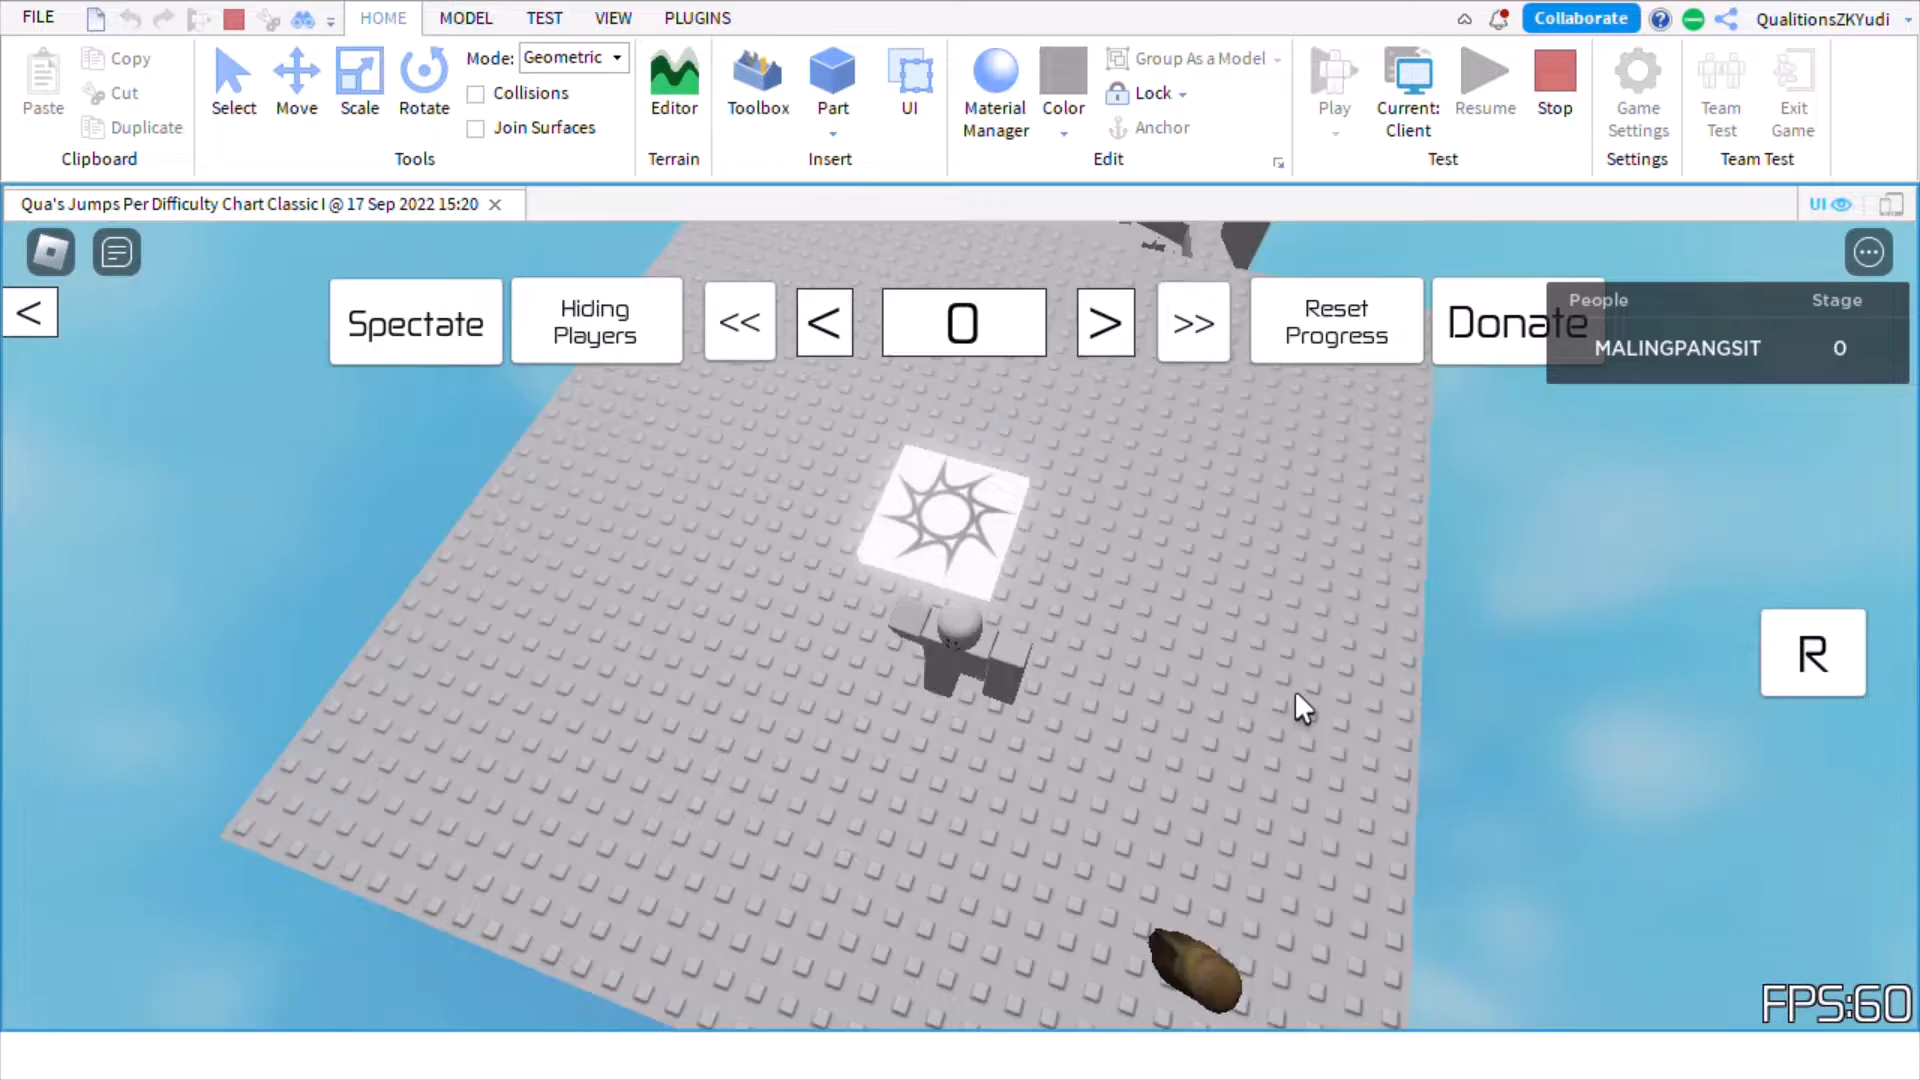 FILE
HOME
MODEL
TEST
VIEW
PLUGINS
Collaborate
QualitionsZKYudi
Paste
Copy
Cut
Duplicate
Clipboard
Select
Move
Scale
Rotate
Mode: Geometric
Collisions
Join Surfaces
Tools
Editor
Terrain
Toolbox
Part
UI
Insert
Material
Manager
Color
Group As a Model
Lock
Anchor
Edit
Play
Current:
Client
Resume
Stop
Test
Game
Settings
Settings
Team
Test
Exit
Game
Team Test
Qua's Jumps Per Difficulty Chart Classic I @ 17 Sep 2022 15:20
UI
<
Spectate
Hiding
Players
<<
<
0
>
>>
Reset
Progress
Donate
People Stage
MALINGPANGSIT 0
R
FPS:60